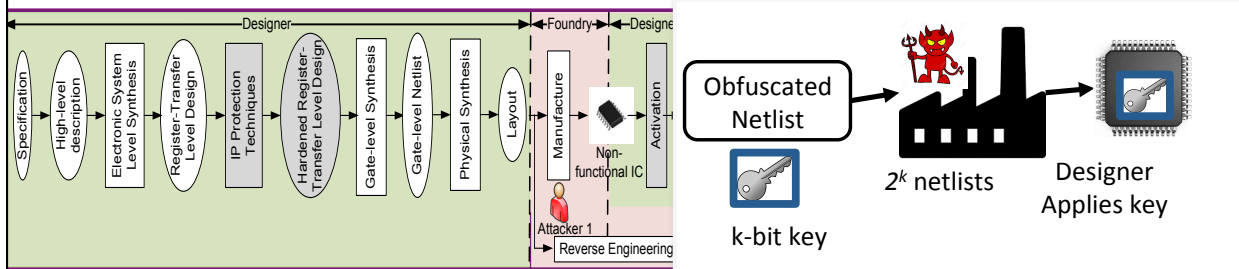 Designer
Foundry
Designe
Specification
High-level
description
Electronic System
Level Synthesis
Register-Transfer
Level Design
IP Protection
Techniques
Hardened Register-
Transfer Level Design
Gate-level Synthesis
Gate-level Netlist
Physical Synthesis
Layout
Manufacture
Non-
functional IC
Activation
Attacker 1
Reverse Engineering
Obfuscated
Netlist
k-bit key
2^k netlists
Designer
Applies key